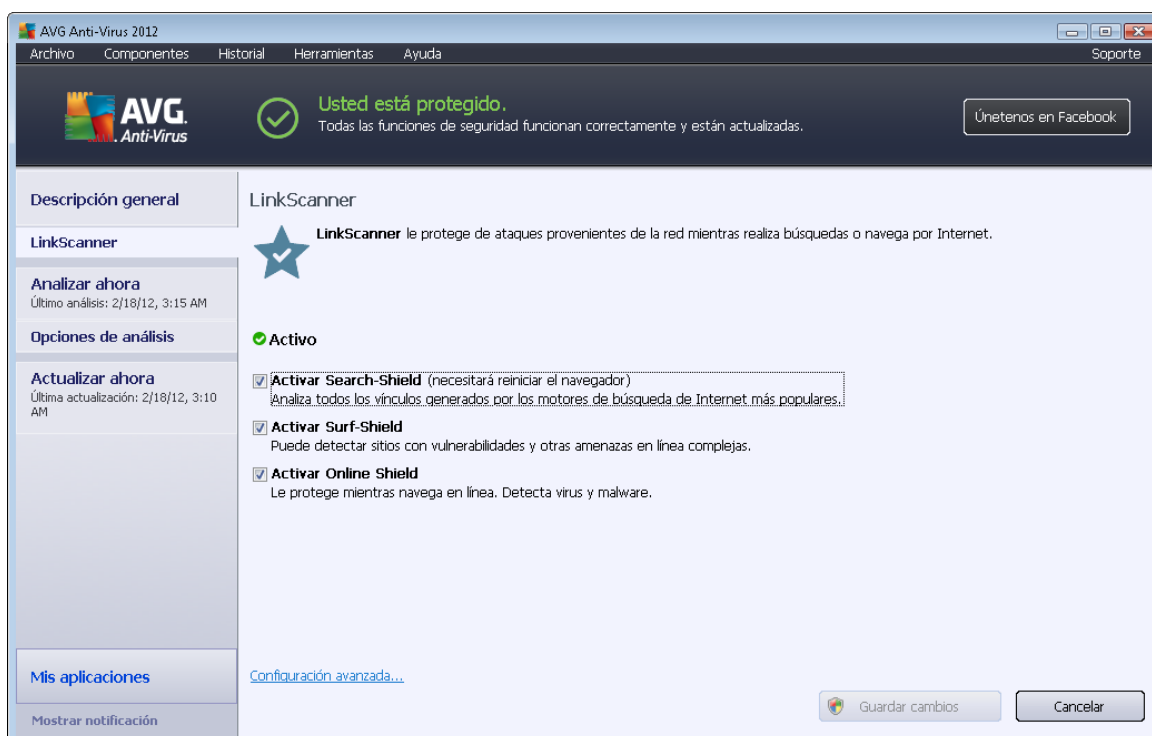 AVG Anti-Virus 2012
Archivo Componentes Historial Herramientas Ayuda Soporte
AVG.
Anti-Virus
Usted está protegido.
Todas las funciones de seguridad funcionan correctamente y están actualizadas.
Únetenos en Facebook
Descripción general
LinkScanner
Analizar ahora
Último análisis: 2/18/12, 3:15 AM
Opciones de análisis
Actualizar ahora
Última actualización: 2/18/12, 3:10
AM
Mis aplicaciones
Mostrar notificación
LinkScanner
LinkScanner le protege de ataques provenientes de la red mientras realiza búsquedas o navega por Internet.
Activo
Activar Search-Shield (necesitará reiniciar el navegador)
Analiza todos los vínculos generados por los motores de búsqueda de Internet más populares.
Activar Surf-Shield
Puede detectar sitios con vulnerabilidades y otras amenazas en línea complejas.
Activar Online Shield
Le protege mientras navega en línea. Detecta virus y malware.
Configuración avanzada...
Guardar cambios
Cancelar